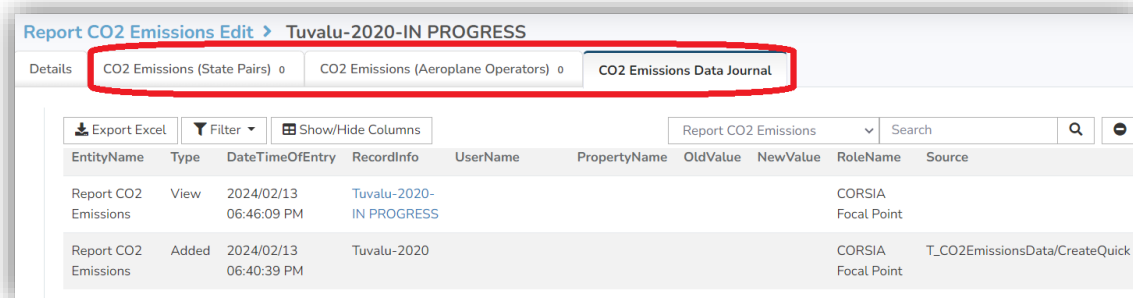 Report CO2 Emissions Edit > Tuvalu-2020-IN PROGRESS
Details CO2 Emissions (State Pairs) 0 CO2 Emissions (Aeroplane Operators) 0 CO2 Emissions Data Journal
Export Excel Filter Show/Hide Columns Report CO2 Emissions Search
EntityName Type DateTimeOfEntry RecordInfo UserName PropertyName OldValue NewValue RoleName Source
Report CO2 View 2024/02/13 Tuvalu-2020- CORSIA
Emissions 06:46:09 PM IN PROGRESS Focal Point
Report CO2 Added 2024/02/13 Tuvalu-2020 CORSIA T_CO2EmissionsData/CreateQuick
Emissions 06:40:39 PM Focal Point